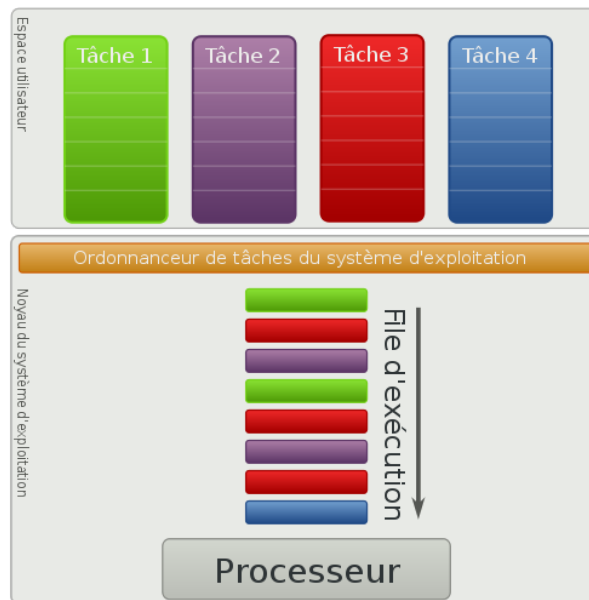 Espace utilisateur
Tâche 1
Tâche 2
Tâche 3
Tâche 4
Ordonnanceur de tâches du système d'exploitation
Noyau du système d'exploitation
File d'exécution
Processeur